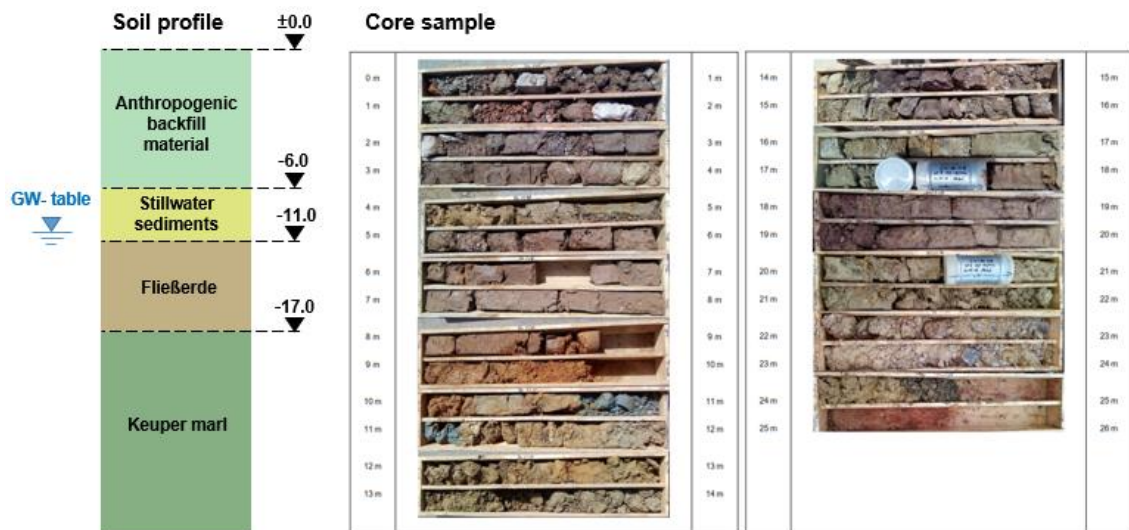 Soil profile
±0.0
Core sample
Anthropogenic
backfill
material
-6.0
GW- table
Stillwater
sediments
-11.0
Fließerde
-17.0
Keuper marl
0 m 1 m
1 m 2 m
2 m 3 m
3 m 4 m
4 m 5 m
5 m 6 m
6 m 7 m
7 m 8 m
8 m 9 m
9 m 10 m
10 m 11 m
11 m 12 m
12 m 13 m
13 m 14 m
14 m 15 m
15 m 16 m
16 m 17 m
17 m 18 m
18 m 19 m
19 m 20 m
20 m 21 m
21 m 22 m
22 m 23 m
23 m 24 m
24 m 25 m
25 m 26 m